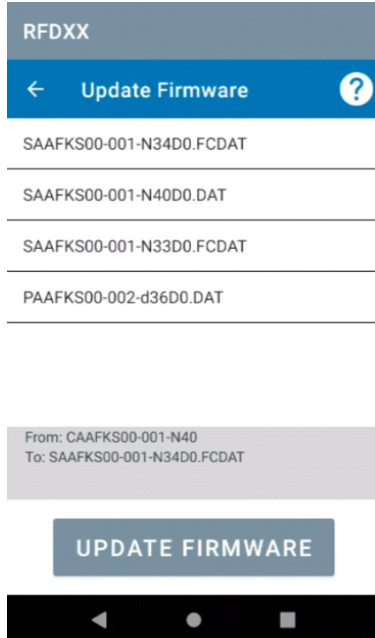 RFDXX
Update Firmware
?
SAAFKS00-001-N34D0.FCDAT
SAAFKS00-001-N40D0.DAT
SAAFKS00-001-N33D0.FCDAT
PAAFKS00-002-d36D0.DAT
From: CAAFKS00-001-N40
To: SAAFKS00-001-N34D0.FCDAT
UPDATE FIRMWARE